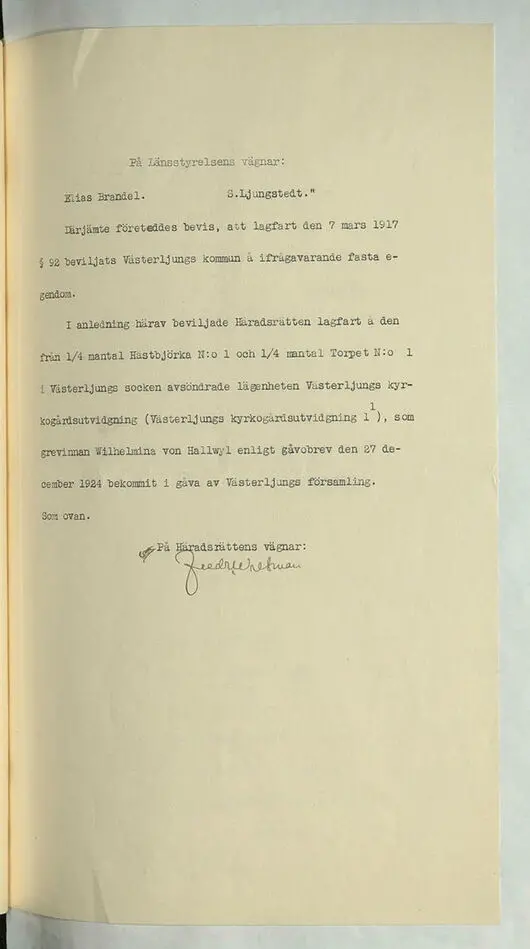 På Länsstyrelsens vägnar:
Elias Brandel. S.Ljungstedt."
Därjämte företeddes bevis, att lagfart den 7 mars 1917
§ 92 beviljats Västerljungs kommun å ifrågavarande fasta e-
gendom.
I anledning härav beviljade Häradsrätten lagfart å den
från 1/4 mantal Hästbjörka N:o 1 och 1/4 mantal Torpet N:o 1
i Västerljungs socken avsöndrade lägenheten Västerljungs kyr-
kogårdsutvidgning (Västerljungs kyrkogårdsutvidgning 1¹), som
grevinnan Wilhelmina von Hallwyl enligt gåvobrev den 27 de-
cember 1924 bekommit i gåva av Västerljungs församling.
Som ovan.
På Häradsrättens vägnar: